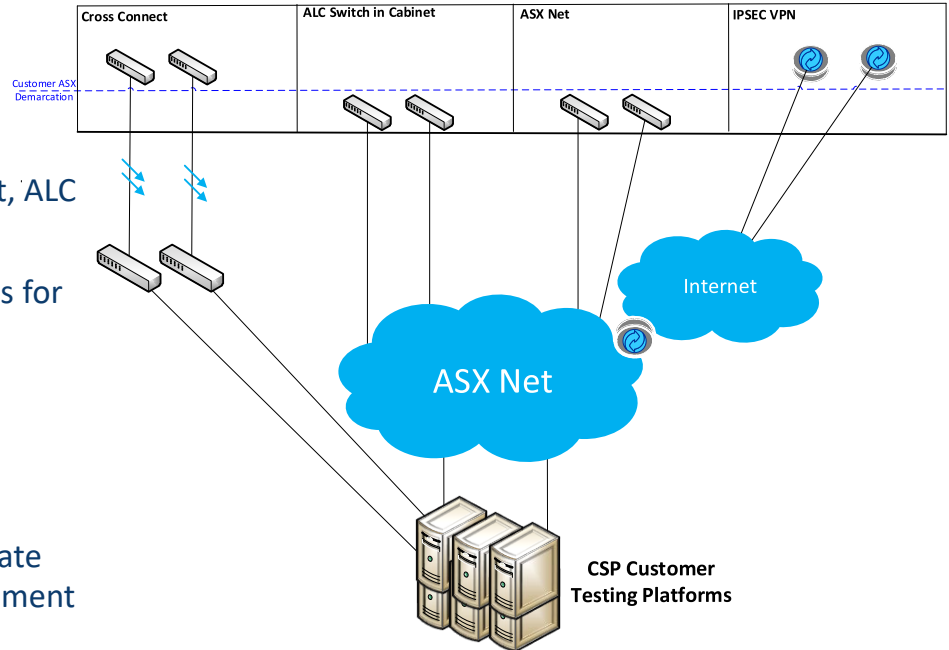 Cross Connect
ALC Switch in Cabinet
ASX Net
IPSEC VPN
Customer ASX
Demarcation
t, ALC
s for
Internet
ASX Net
ate
ment
CSP Customer
Testing Platforms